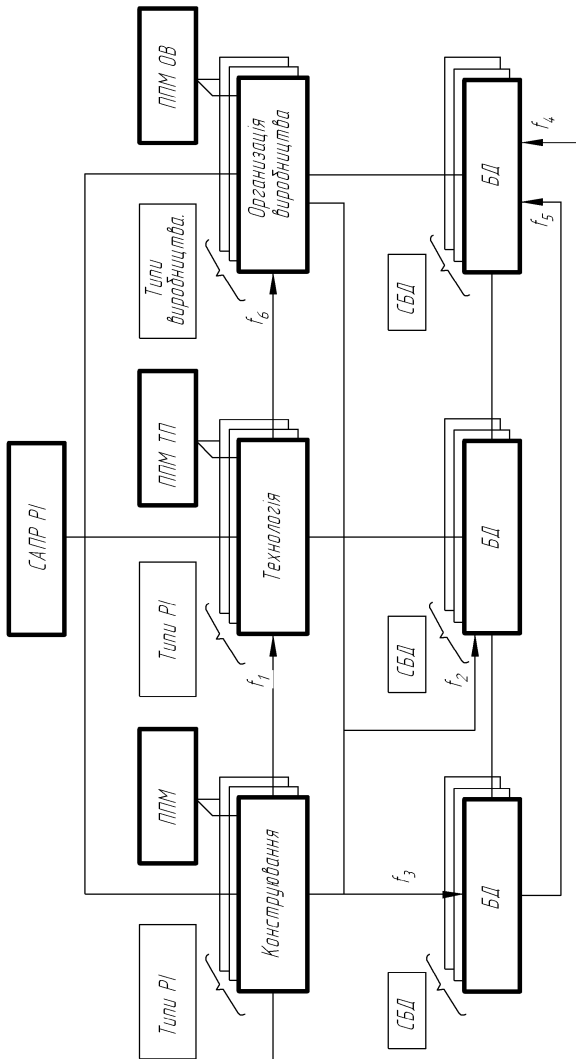 САПР РІ
Типи РІ
ППМ
Типи РІ
ППМ ТП
Типи
виробництва.
ППМ ОВ
Конструювання
f1
Технологія
f6
Організація
виробництва
СБД
f3
СБД
f2
СБД
БД
БД
БД
f5
f4